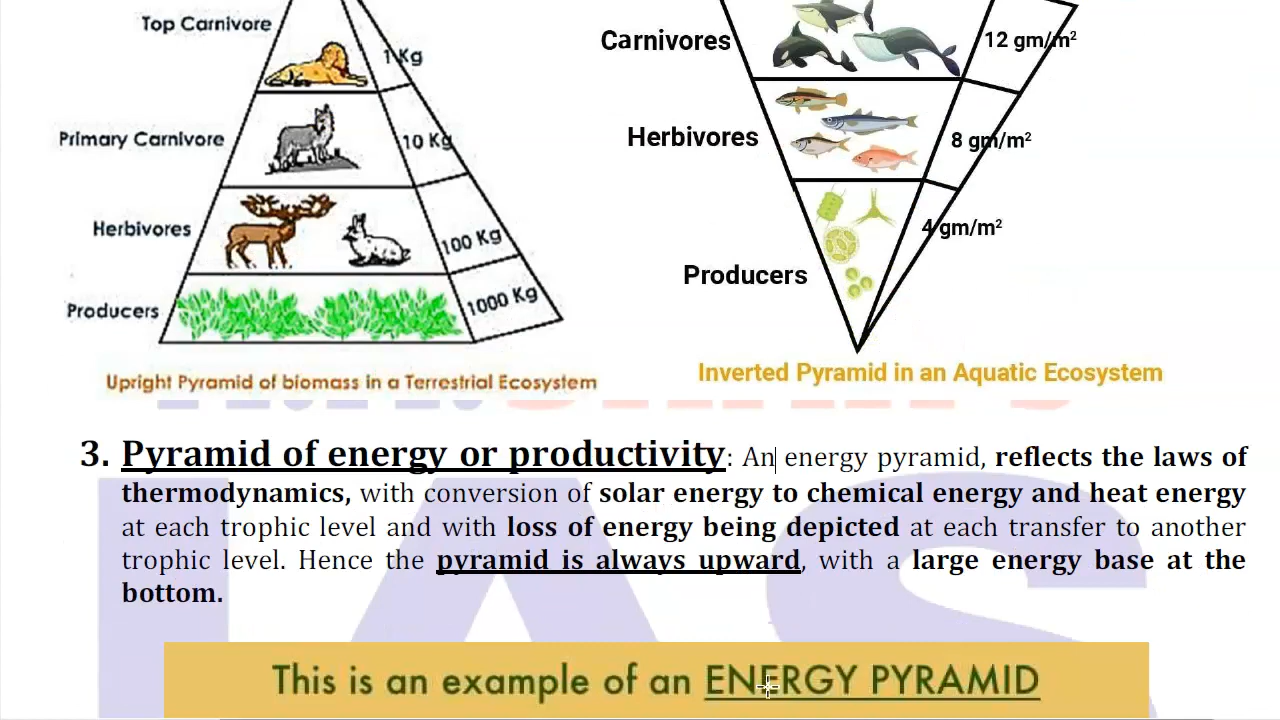 Top Carnivore
1 Kg
Primary Carnivore
10 Kg
Herbivores
100 Kg
Producers
1000 Kg
Upright Pyramid of biomass in a Terrestrial Ecosystem
Carnivores
12 gm/m²
Herbivores
8 gm/m²
4 gm/m²
Producers
Inverted Pyramid in an Aquatic Ecosystem
3. Pyramid of energy or productivity: An energy pyramid, reflects the laws of
thermodynamics, with conversion of solar energy to chemical energy and heat energy
at each trophic level and with loss of energy being depicted at each transfer to another
trophic level. Hence the pyramid is always upward, with a large energy base at the
bottom.
This is an example of an ENERGY PYRAMID